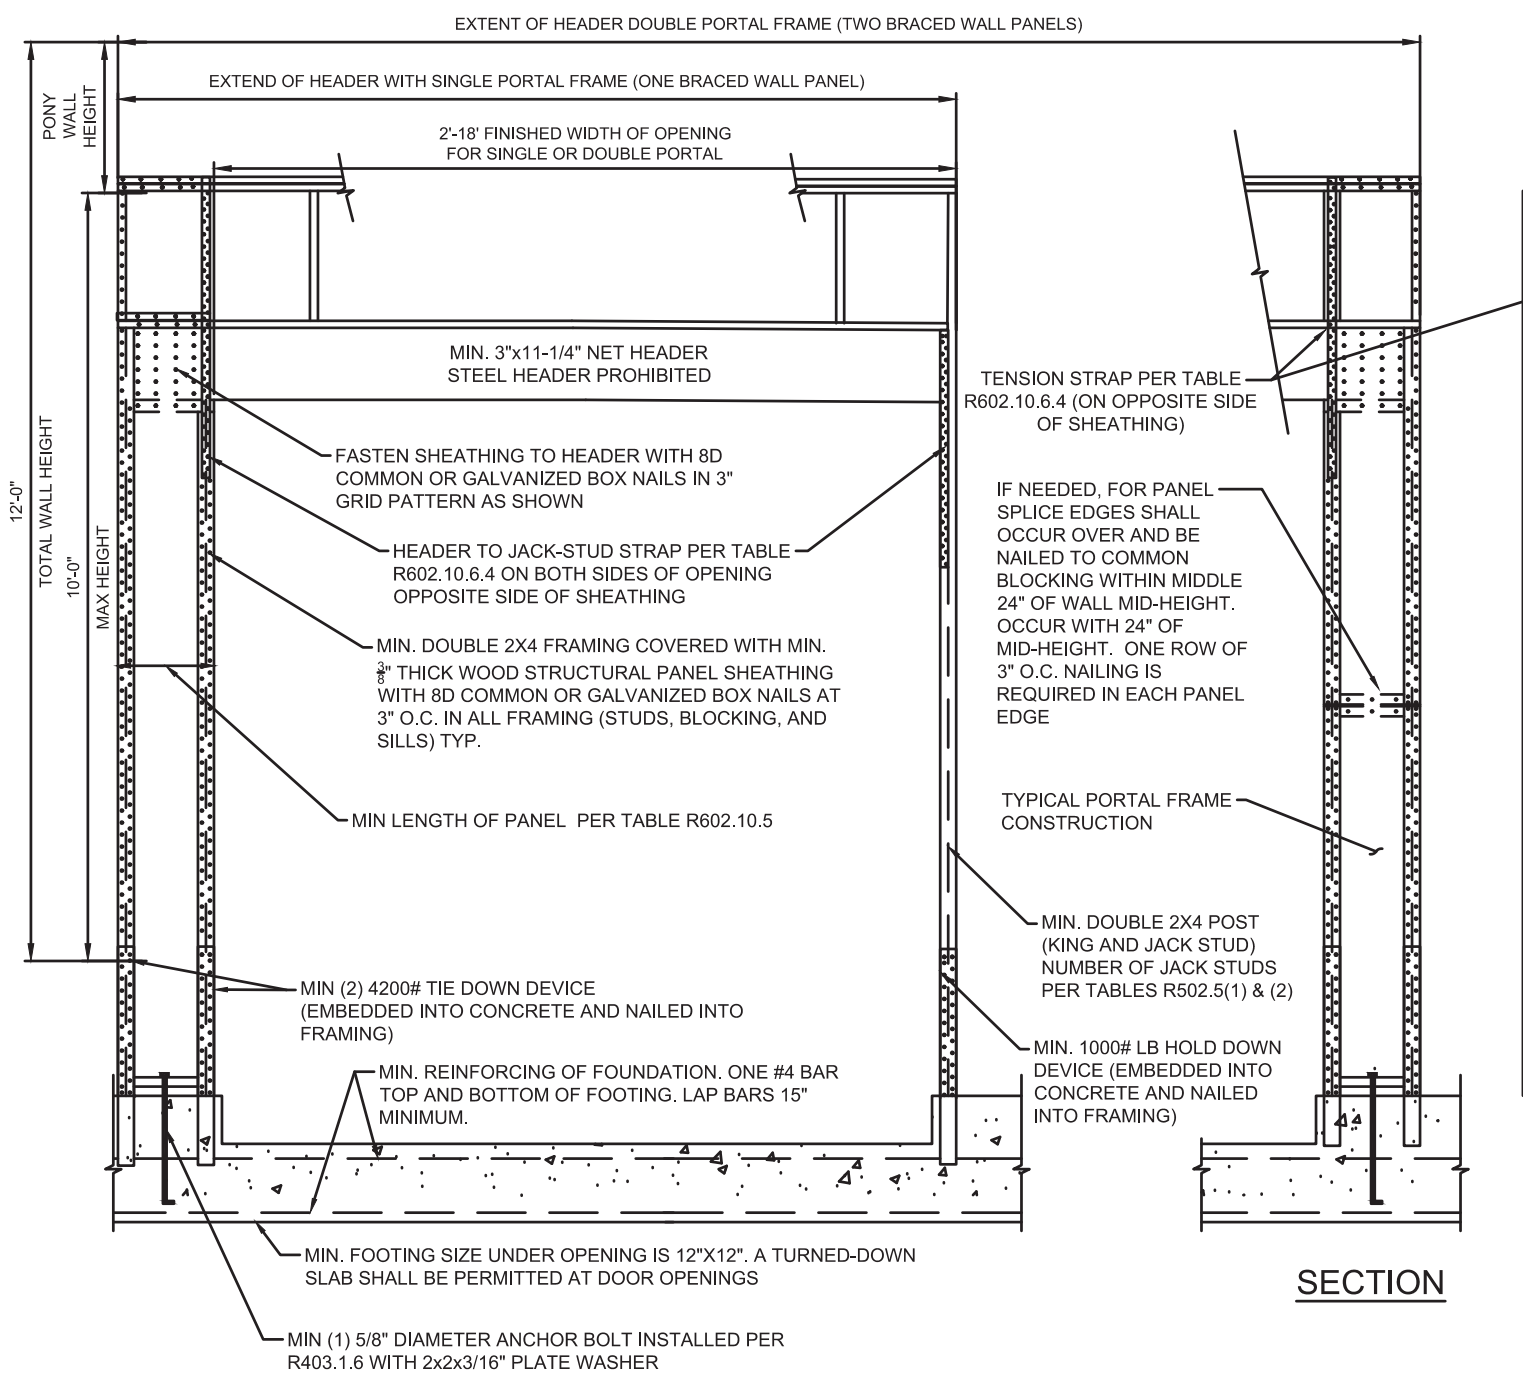 EXTENT OF HEADER DOUBLE PORTAL FRAME (TWO BRACED WALL PANELS)
EXTEND OF HEADER WITH SINGLE PORTAL FRAME (ONE BRACED WALL PANEL)
PONY
WALL
HEIGHT
2'-18' FINISHED WIDTH OF OPENING
FOR SINGLE OR DOUBLE PORTAL
MIN. 3"x11-1/4" NET HEADER
STEEL HEADER PROHIBITED
TENSION STRAP PER TABLE
R602.10.6.4 (ON OPPOSITE SIDE
OF SHEATHING)
12'-0"
TOTAL WALL HEIGHT
10'-0"
MAX HEIGHT
FASTEN SHEATHING TO HEADER WITH 8D
COMMON OR GALVANIZED BOX NAILS IN 3"
GRID PATTERN AS SHOWN
HEADER TO JACK-STUD STRAP PER TABLE
R602.10.6.4 ON BOTH SIDES OF OPENING
OPPOSITE SIDE OF SHEATHING
IF NEEDED, FOR PANEL
SPLICE EDGES SHALL
OCCUR OVER AND BE
NAILED TO COMMON
BLOCKING WITHIN MIDDLE
24" OF WALL MID-HEIGHT.
OCCUR WITH 24" OF
MID-HEIGHT. ONE ROW OF
3" O.C. NAILING IS
REQUIRED IN EACH PANEL
EDGE
MIN. DOUBLE 2X4 FRAMING COVERED WITH MIN.
3/8" THICK WOOD STRUCTURAL PANEL SHEATHING
WITH 8D COMMON OR GALVANIZED BOX NAILS AT
3" O.C. IN ALL FRAMING (STUDS, BLOCKING, AND
SILLS) TYP.
MIN LENGTH OF PANEL PER TABLE R602.10.5
TYPICAL PORTAL FRAME
CONSTRUCTION
MIN. DOUBLE 2X4 POST
(KING AND JACK STUD)
NUMBER OF JACK STUDS
PER TABLES R502.5(1) & (2)
MIN (2) 4200# TIE DOWN DEVICE
(EMBEDDED INTO CONCRETE AND NAILED INTO
FRAMING)
MIN. 1000# LB HOLD DOWN
DEVICE (EMBEDDED INTO
CONCRETE AND NAILED
INTO FRAMING)
MIN. REINFORCING OF FOUNDATION. ONE #4 BAR
TOP AND BOTTOM OF FOOTING. LAP BARS 15"
MINIMUM.
MIN. FOOTING SIZE UNDER OPENING IS 12"X12". A TURNED-DOWN
SLAB SHALL BE PERMITTED AT DOOR OPENINGS
SECTION
MIN (1) 5/8" DIAMETER ANCHOR BOLT INSTALLED PER
R403.1.6 WITH 2x2x3/16" PLATE WASHER